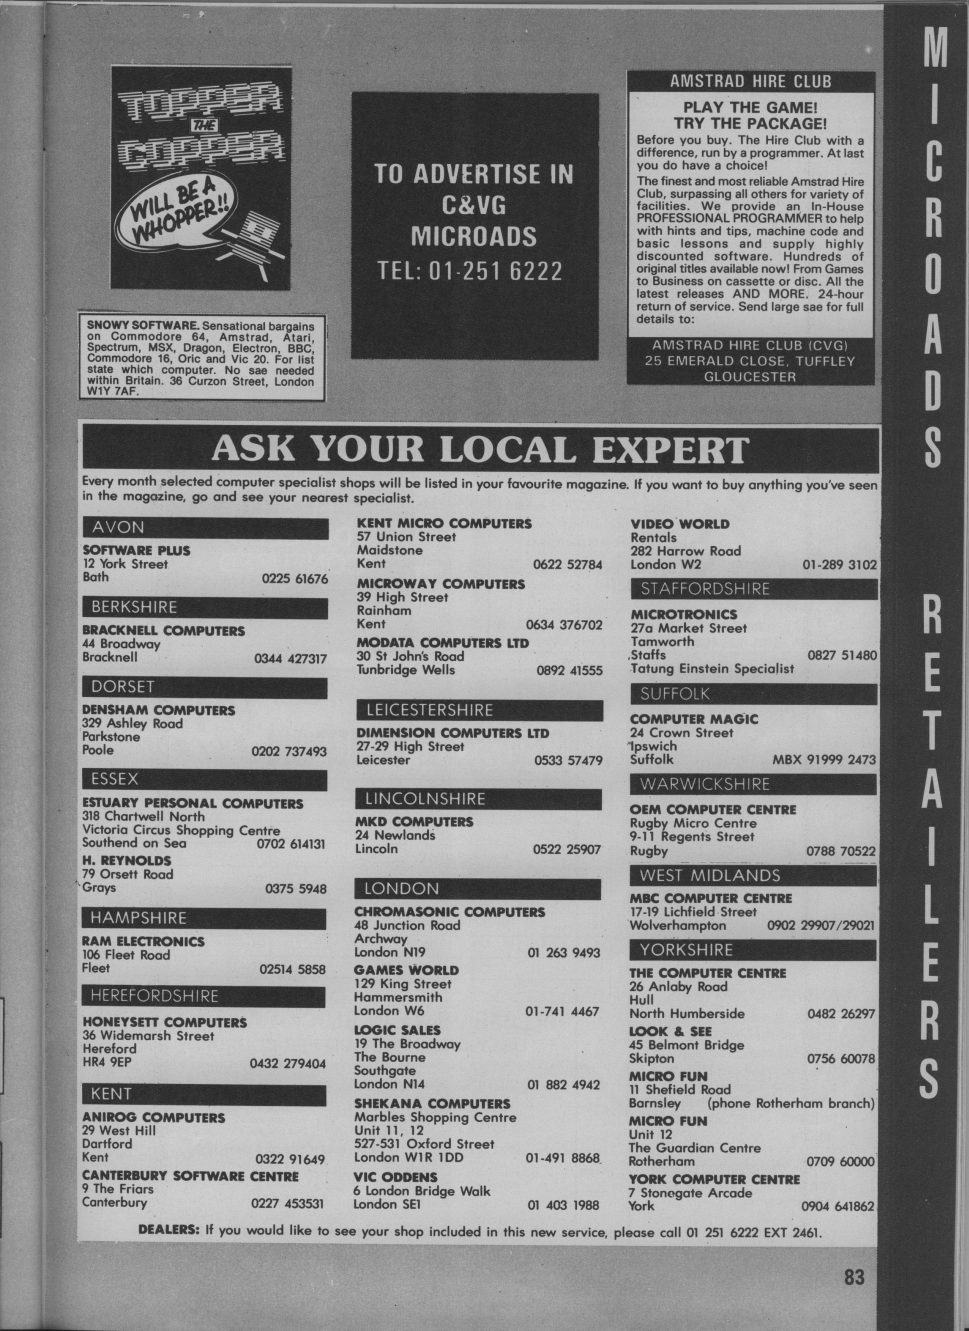 TOPPER
THE
COPPER
WILL BE A
WHOPPER!!
SNOWY SOFTWARE. Sensational bargains
on Commodore 64, Amstrad, Atari,
Spectrum, MSX, Dragon, Electron, BBC,
Commodore 16, Oric and Vic 20. For list
state which computer. No sae needed
within Britain. 36 Curzon Street, London
W1Y 7AF.
TO ADVERTISE IN
C&VG
MICROADS
TEL: 01-251 6222
AMSTRAD HIRE CLUB
PLAY THE GAME!
TRY THE PACKAGE!
Before you buy. The Hire Club with a
difference, run by a programmer. At last
you do have a choice!
The finest and most reliable Amstrad Hire
Club, surpassing all others for variety of
facilities. We provide an In-House
PROFESSIONAL PROGRAMMER to help
with hints and tips, machine code and
basic lessons and supply highly
discounted software. Hundreds of
original titles available now! From Games
to Business on cassette or disc. All the
latest releases AND MORE. 24-hour
return of service. Send large sae for full
details to:
AMSTRAD HIRE CLUB (CVG)
25 EMERALD CLOSE, TUFFLEY
GLOUCESTER
MICROADS RETAILERS
ASK YOUR LOCAL EXPERT
Every month selected computer specialist shops will be listed in your favourite magazine. If you want to buy anything you've seen
in the magazine, go and see your nearest specialist.
AVON
SOFTWARE PLUS
12 York Street
Bath 0225 61676
BERKSHIRE
BRACKNELL COMPUTERS
44 Broadway
Bracknell 0344 427317
DORSET
DENSHAM COMPUTERS
329 Ashley Road
Parkstone
Poole 0202 737493
ESSEX
ESTUARY PERSONAL COMPUTERS
318 Chartwell North
Victoria Circus Shopping Centre
Southend on Sea 0702 614131
H. REYNOLDS
79 Orsett Road
Grays 0375 5948
HAMPSHIRE
RAM ELECTRONICS
106 Fleet Road
Fleet 02514 5858
HEREFORDSHIRE
HONEYSETT COMPUTERS
36 Widemarsh Street
Hereford
HR4 9EP 0432 279404
KENT
ANIROG COMPUTERS
29 West Hill
Dartford
Kent 0322 91649
CANTERBURY SOFTWARE CENTRE
9 The Friars
Canterbury 0227 453531
KENT MICRO COMPUTERS
57 Union Street
Maidstone
Kent 0622 52784
MICROWAY COMPUTERS
39 High Street
Rainham
Kent 0634 376702
MODATA COMPUTERS LTD
30 St John's Road
Tunbridge Wells 0892 41555
LEICESTERSHIRE
DIMENSION COMPUTERS LTD
27-29 High Street
Leicester 0533 57479
LINCOLNSHIRE
MKD COMPUTERS
24 Newlands
Lincoln 0522 25907
LONDON
CHROMASONIC COMPUTERS
48 Junction Road
Archway
London N19 01 263 9493
GAMES WORLD
129 King Street
Hammersmith
London W6 01-741 4467
LOGIC SALES
19 The Broadway
The Bourne
Southgate
London N14 01 882 4942
SHEKANA COMPUTERS
Marbles Shopping Centre
Unit 11, 12
527-531 Oxford Street
London W1R 1DD 01-491 8868
VIC ODDENS
6 London Bridge Walk
London SE1 01 403 1988
VIDEO WORLD
Rentals
282 Harrow Road
London W2 01-289 3102
STAFFORDSHIRE
MICROTRONICS
27a Market Street
Tamworth
Staffs 0827 51480
Tatung Einstein Specialist
SUFFOLK
COMPUTER MAGIC
24 Crown Street
Ipswich
Suffolk MBX 91999 2473
WARWICKSHIRE
OEM COMPUTER CENTRE
Rugby Micro Centre
9-11 Regents Street
Rugby 0788 70522
WEST MIDLANDS
MBC COMPUTER CENTRE
17-19 Lichfield Street
Wolverhampton 0902 29907/29021
YORKSHIRE
THE COMPUTER CENTRE
26 Anlaby Road
Hull
North Humberside 0482 26297
LOOK & SEE
45 Belmont Bridge
Skipton 0756 60078
MICRO FUN
11 Shefield Road
Barnsley (phone Rotherham branch)
MICRO FUN
Unit 12
The Guardian Centre
Rotherham 0709 60000
YORK COMPUTER CENTRE
7 Stonegate Arcade
York 0904 641862
DEALERS: If you would like to see your shop included in this new service, please call 01 251 6222 EXT 2461.
83